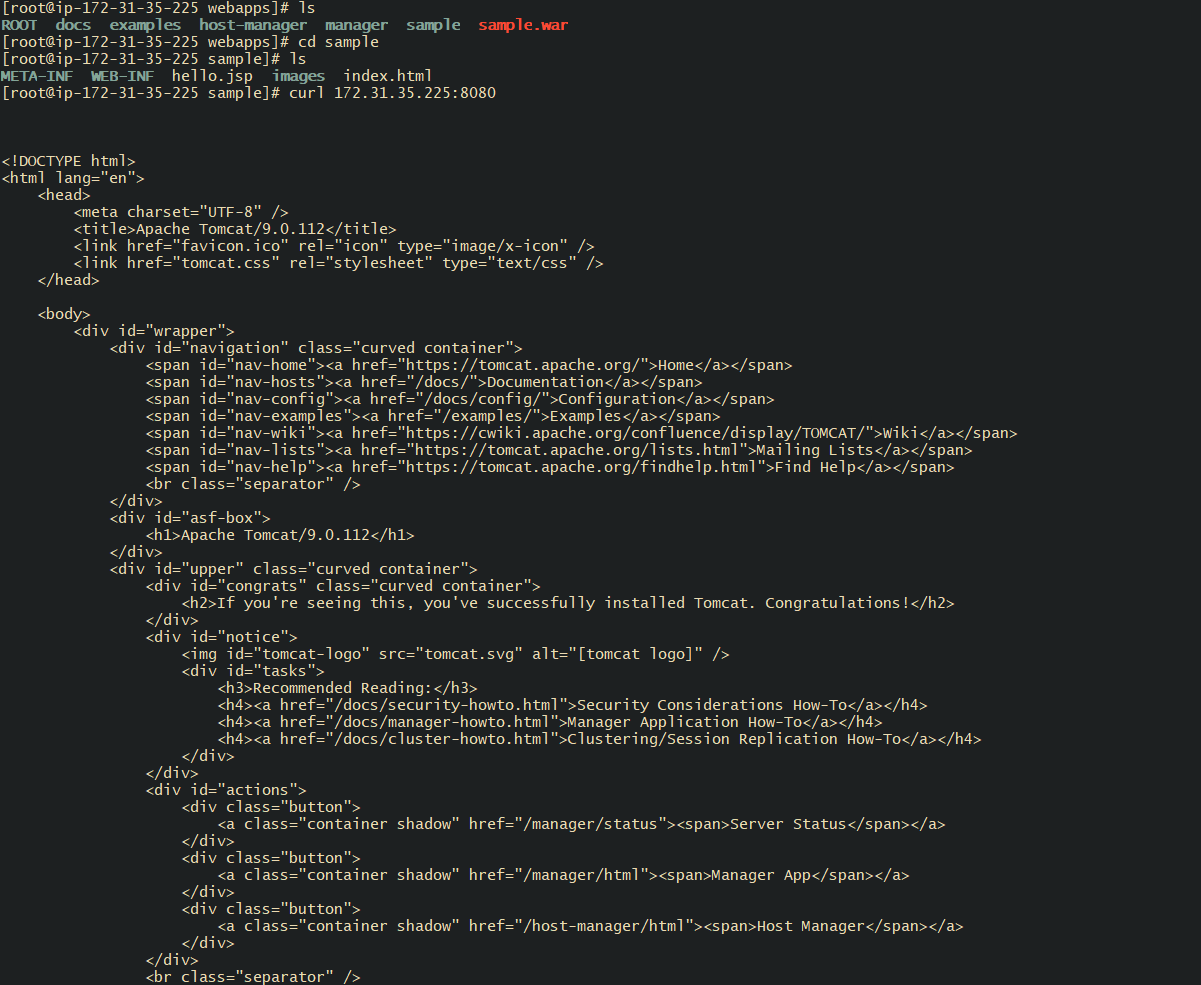 [root@ip-172-31-35-225 webapps]# ls
ROOT  docs  examples  host-manager  manager  sample  sample.war
[root@ip-172-31-35-225 webapps]# cd sample
[root@ip-172-31-35-225 sample]# ls
META-INF  WEB-INF  hello.jsp  images  index.html
[root@ip-172-31-35-225 sample]# curl 172.31.35.225:8080
<!DOCTYPE html>
<html lang="en">
    <head>
        <meta charset="UTF-8" />
        <title>Apache Tomcat/9.0.112</title>
        <link href="favicon.ico" rel="icon" type="image/x-icon" />
        <link href="tomcat.css" rel="stylesheet" type="text/css" />
    </head>
    <body>
        <div id="wrapper">
            <div id="navigation" class="curved container">
                <span id="nav-home"><a href="https://tomcat.apache.org/">Home</a></span>
                <span id="nav-hosts"><a href="/docs/">Documentation</a></span>
                <span id="nav-config"><a href="/docs/config/">Configuration</a></span>
                <span id="nav-examples"><a href="/examples/">Examples</a></span>
                <span id="nav-wiki"><a href="https://cwiki.apache.org/confluence/display/TOMCAT/">Wiki</a></span>
                <span id="nav-lists"><a href="https://tomcat.apache.org/lists.html">Mailing Lists</a></span>
                <span id="nav-help"><a href="https://tomcat.apache.org/findhelp.html">Find Help</a></span>
                <br class="separator" />
            </div>
            <div id="asf-box">
                <h1>Apache Tomcat/9.0.112</h1>
            </div>
            <div id="upper" class="curved container">
                <div id="congrats" class="curved container">
                    <h2>If you're seeing this, you've successfully installed Tomcat. Congratulations!</h2>
                </div>
                <div id="notice">
                    <img id="tomcat-logo" src="tomcat.svg" alt="[tomcat logo]" />
                    <div id="tasks">
                        <h3>Recommended Reading:</h3>
                        <h4><a href="/docs/security-howto.html">Security Considerations How-To</a></h4>
                        <h4><a href="/docs/manager-howto.html">Manager Application How-To</a></h4>
                        <h4><a href="/docs/cluster-howto.html">Clustering/Session Replication How-To</a></h4>
                    </div>
                </div>
                <div id="actions">
                    <div class="button">
                        <a class="container shadow" href="/manager/status"><span>Server Status</span></a>
                    </div>
                    <div class="button">
                        <a class="container shadow" href="/manager/html"><span>Manager App</span></a>
                    </div>
                    <div class="button">
                        <a class="container shadow" href="/host-manager/html"><span>Host Manager</span></a>
                    </div>
                </div>
                <br class="separator" />